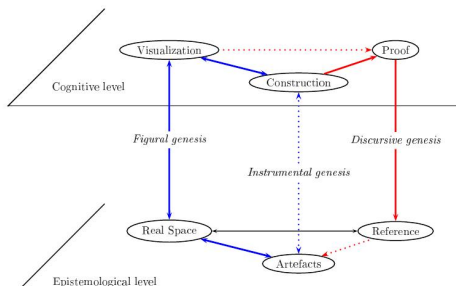 Visualization
Proof
Construction
Cognitive level
Figural genesis
Discursive genesis
Instrumental genesis
Real Space
Reference
Artefacts
Epistemological level